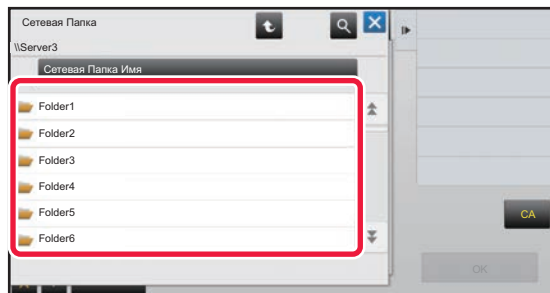 Сетевая Папка
\\Server3
Сетевая Папка Имя
Folder1
Folder2
Folder3
Folder4
Folder5
Folder6
CA
OK